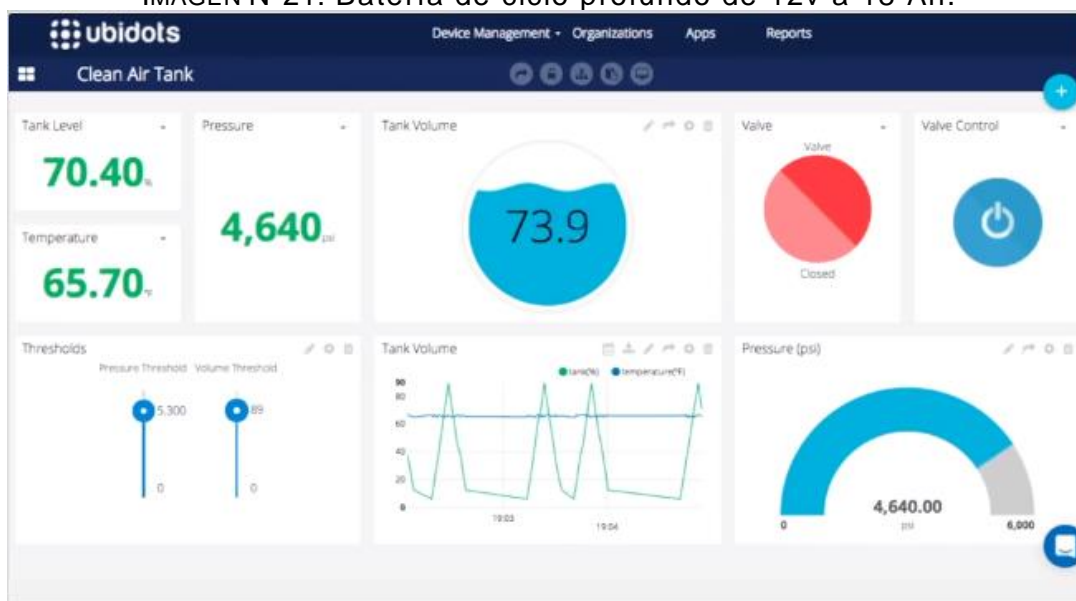 IMAGEN N 21. Batería de ciclo profundo de 12v a 18 Ah.
ubidots
Device Management Organizations Apps Reports
Clean Air Tank
Tank Level
70.40%
Temperature
65.70°F
Pressure
4,640 psi
Tank Volume
73.9
Valve
Valve
Closed
Valve Control
Thresholds
Pressure Threshold Volume Threshold
5.300 89
0 0
Tank Volume
tank(%) temperature(°F)
90
80
60
40
20
0
19:03 19:04
Pressure (psi)
4,640.00
psi
0 6,000